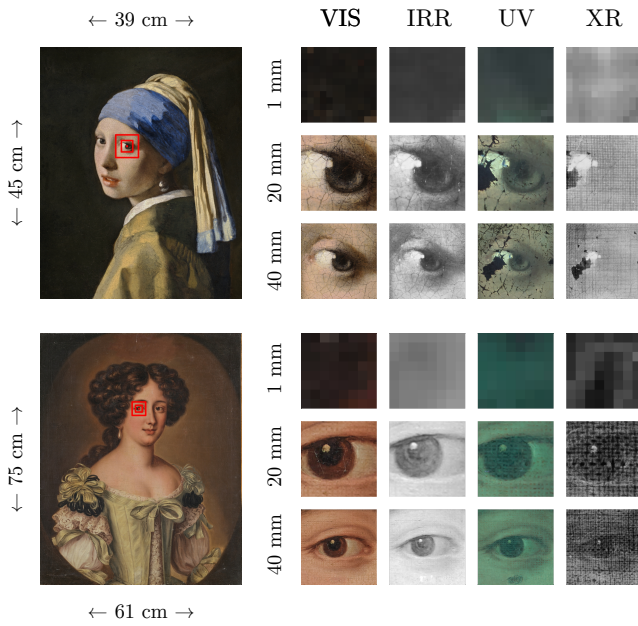 ← 39 cm →
VIS IRR UV XR
← 45 cm →
1 mm
20 mm
40 mm
← 75 cm →
1 mm
20 mm
40 mm
← 61 cm →